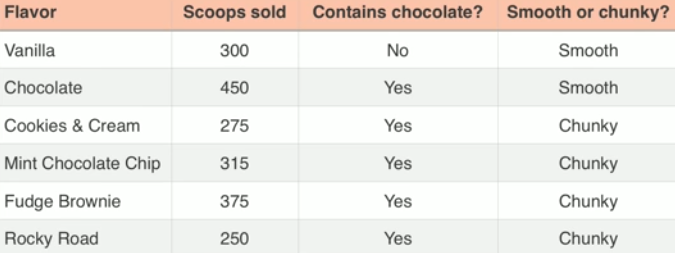 Flavor Scoops sold Contains chocolate? Smooth or chunky?
Vanilla 300 No Smooth
Chocolate 450 Yes Smooth
Cookies & Cream 275 Yes Chunky
Mint Chocolate Chip 315 Yes Chunky
Fudge Brownie 375 Yes Chunky
Rocky Road 250 Yes Chunky